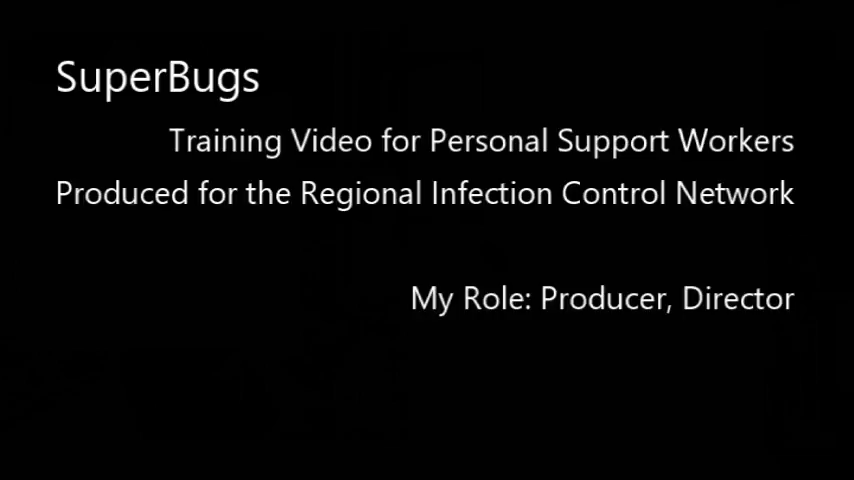 SuperBugs
Training Video for Personal Support Workers
Produced for the Regional Infection Control Network
My Role: Producer, Director